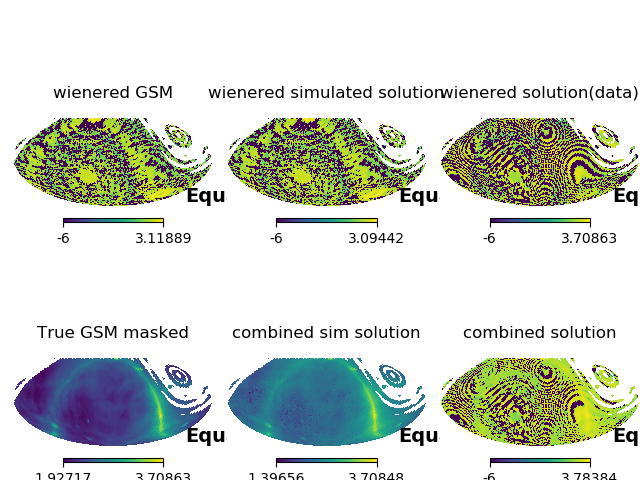 wienered GSM
wienered simulated solution
wienered solution(data)
Equ
Equ
Eq
-6 3.11889
-6 3.09442
-6 3.70863
True GSM masked
combined sim solution
combined solution
Equ
Equ
Eq
1.92717 3.70863
1.39656 3.70848
-6 3.78384